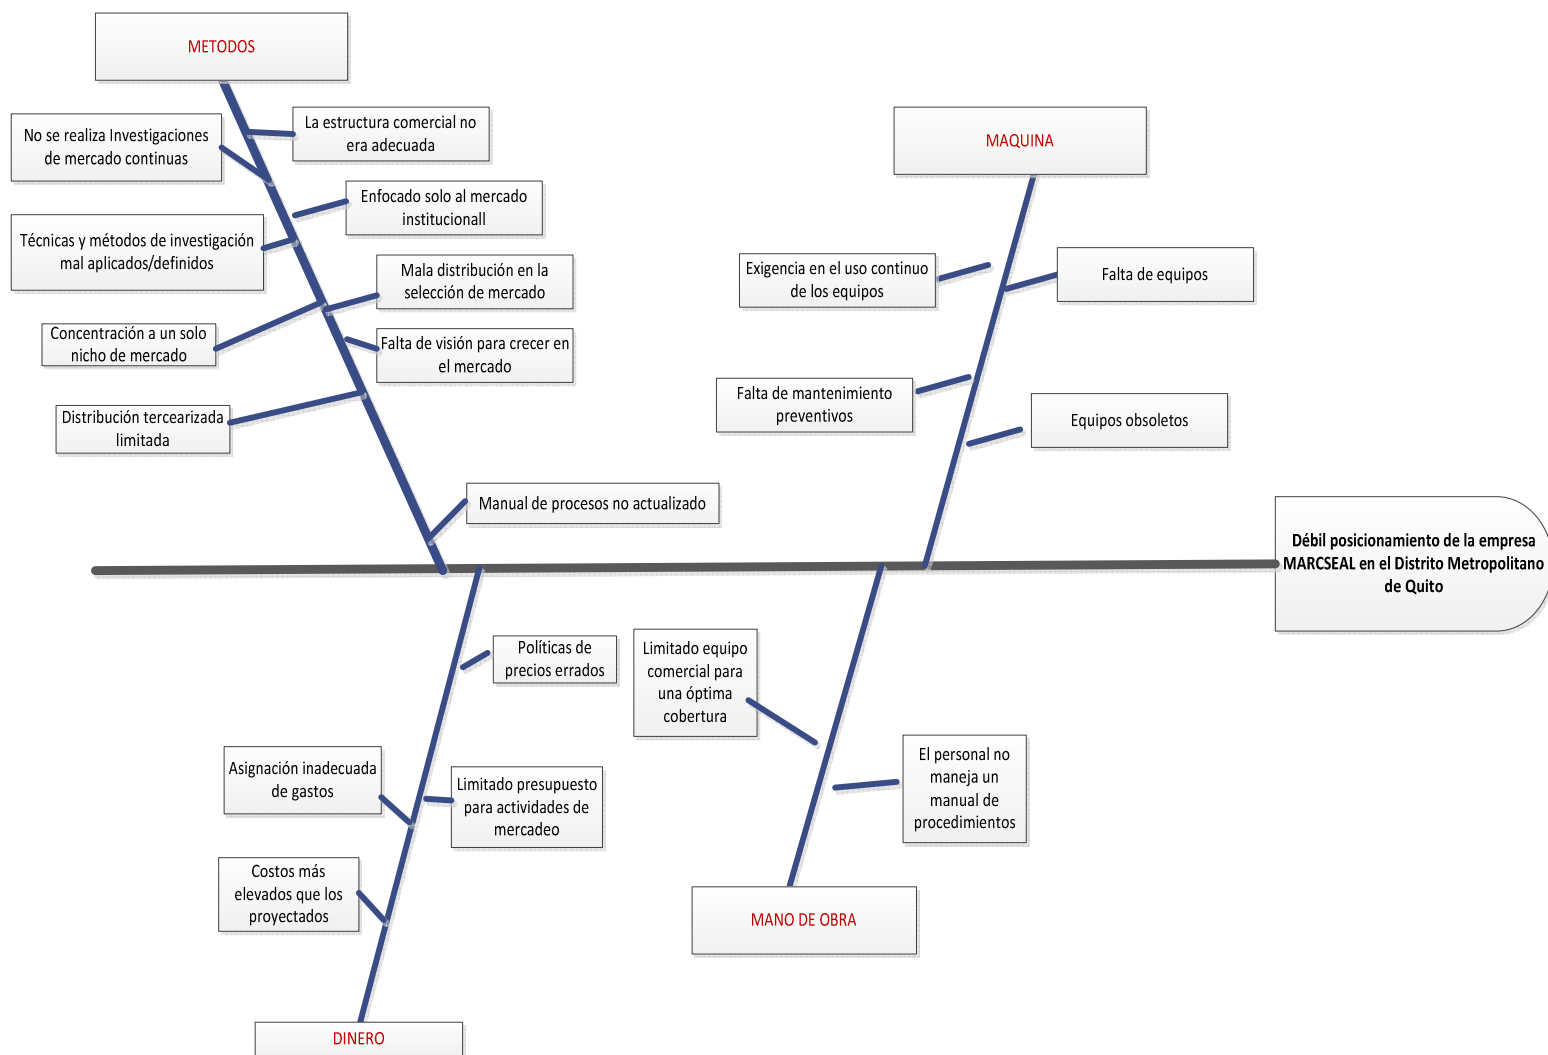 METODOS
La estructura comercial no
era adecuada
No se realiza Investigaciones
de mercado continuas
Enfocado solo al mercado
institucionall
Técnicas y métodos de investigación
mal aplicados/definidos
Mala distribución en la
selección de mercado
Concentración a un solo
nicho de mercado
Falta de visión para crecer en
el mercado
Distribución tercearizada
limitada
Manual de procesos no actualizado
MAQUINA
Exigencia en el uso continuo
de los equipos
Falta de equipos
Falta de mantenimiento
preventivos
Equipos obsoletos
Débil posicionamiento de la empresa
MARCSEAL en el Distrito Metropolitano
de Quito
Políticas de
precios errados
Asignación inadecuada
de gastos
Limitado presupuesto
para actividades de
mercadeo
Costos más
elevados que los
proyectados
DINERO
Limitado equipo
comercial para
una óptima
cobertura
El personal no
maneja un
manual de
procedimientos
MANO DE OBRA